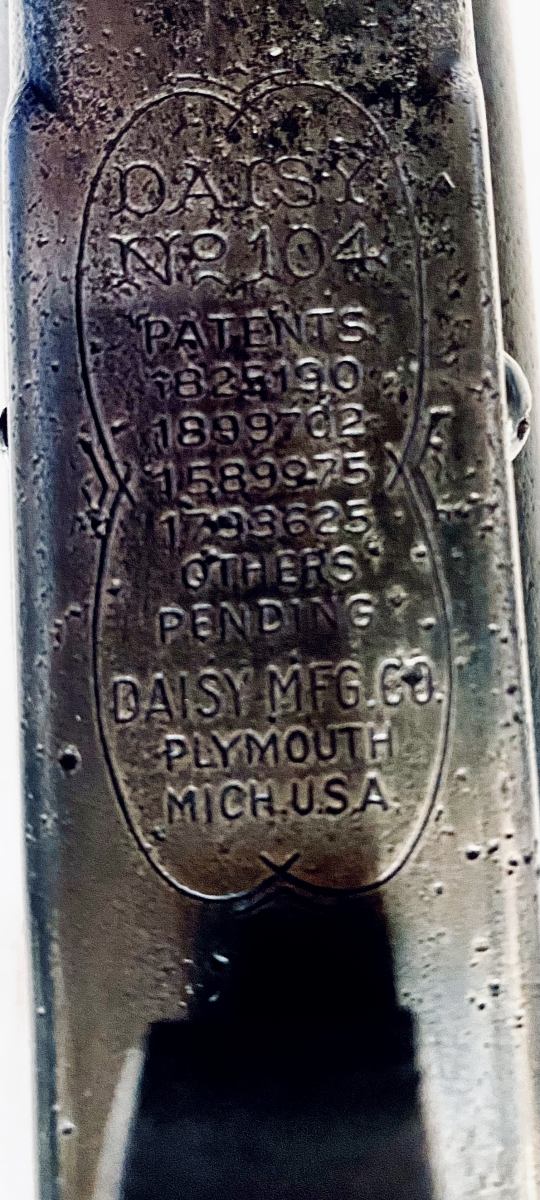 DAISY
No 104
PATENTS
1825190
1899702
1589975
1793625
OTHERS
PENDING
DAISY MFG.CO.
PLYMOUTH
MICH.U.S.A.